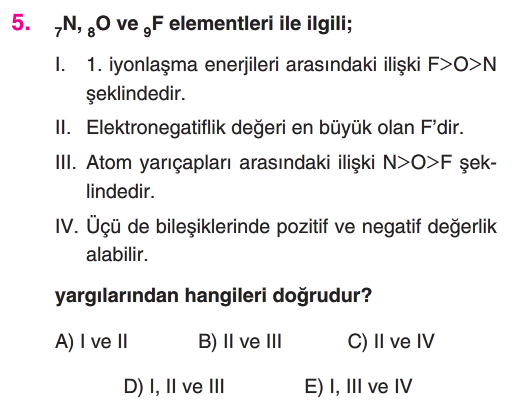 5. ₇N, ₈O ve ₉F elementleri ile ilgili;
I. 1. iyonlaşma enerjileri arasındaki ilişki F>O>N
şeklindedir.
II. Elektronegatiflik değeri en büyük olan F’dir.
III. Atom yarıçapları arasındaki ilişki N>O>F şek-
lindedir.
IV. Üçü de bileşiklerinde pozitif ve negatif değerlik
alabilir.
yargılarından hangileri doğrudur?
A) I ve II B) II ve III C) II ve IV
D) I, II ve III E) I, III ve IV